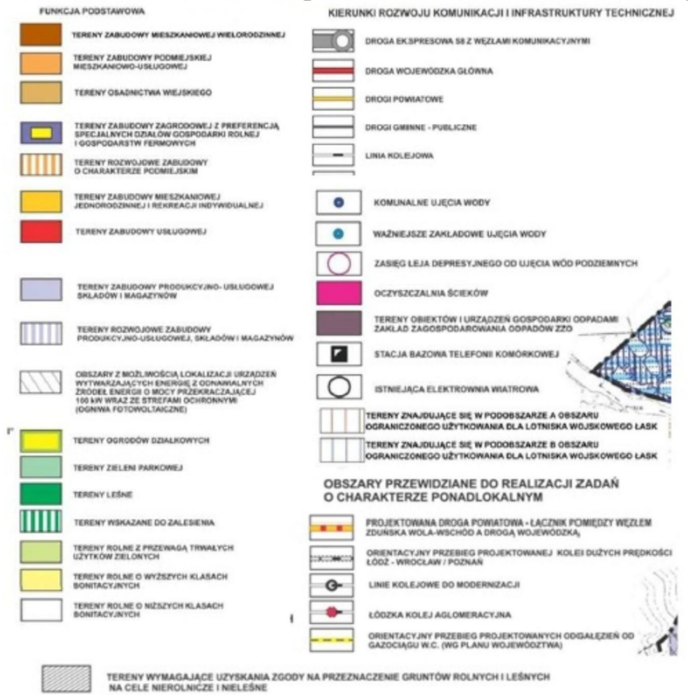 FUNKCJA PODSTAWOWA
TERENY ZABUDOWY MIESZKANIOWEJ WIELORODZINNEJ
TERENY ZABUDOWY PODMIEJSKIEJ
MIESZKANIOWO-USŁUGOWEJ
TERENY OSADNICTWA WIEJSKIEGO
TERENY ZABUDOWY ZAGRODOWEJ Z PREFERENCJĄ
SPECJALNYCH DZIAŁÓW GOSPODARKI ROLNEJ
I GOSPODARSTW FERMOWYCH
TERENY ROZWOJOWE ZABUDOWY
O CHARAKTERZE PODMIEJSKIM
TERENY ZABUDOWY MIESZKANIOWEJ
JEDNORODZINNEJ I REKREACJI INDYWIDUALNEJ
TERENY ZABUDOWY USŁUGOWEJ
TERENY ZABUDOWY PRODUKCYJNO- USŁUGOWEJ
SKŁADÓW I MAGAZYNÓW
TERENY ROZWOJOWE ZABUDOWY
PRODUKCYJNO-USŁUGOWEJ, SKŁADÓW I MAGAZYNÓW
OBSZARY Z MOŻLIWOŚCIĄ LOKALIZACJI URZĄDZEŃ
WYTWARZAJĄCYCH ENERGIĘ Z ODNAWIALNYCH
ŹRÓDEŁ ENERGII O MOCY PRZEKRACZAJĄCEJ
100 kW WRAZ ZE STREFAMI OCHRONNYMI
(OGNIWA FOTOWOLTAICZNE)
TERENY OGRODÓW DZIAŁKOWYCH
TERENY ZIELENI PARKOWEJ
TERENY LEŚNE
TERENY WSKAZANE DO ZALESIENIA
TERENY ROLNE Z PRZEWAGĄ TRWAŁYCH
UŻYTKÓW ZIELONYCH
TERENY ROLNE O WYŻSZYCH KLASACH
BONITACYJNYCH
TERENY ROLNE O NIŻSZYCH KLASACH
BONITACYJNYCH
KIERUNKI ROZWOJU KOMUNIKACJI I INFRASTRUKTURY TECHNICZNEJ
DROGA EKSPRESOWA S8 Z WĘZŁAMI KOMUNIKACYJNYMI
DROGA WOJEWÓDZKA GŁÓWNA
DROGI POWIATOWE
DROGI GMINNE - PUBLICZNE
LINIA KOLEJOWA
KOMUNALNE UJĘCIA WODY
WAŻNIEJSZE ZAKŁADOWE UJĘCIA WODY
ZASIĘG LEJA DEPRESYJNEGO OD UJĘCIA WÓD PODZIEMNYCH
OCZYSZCZALNIA ŚCIEKÓW
TERENY OBIEKTÓW I URZĄDZEŃ GOSPODARKI ODPADAMI
ZAKŁAD ZAGOSPODAROWANIA ODPADÓW ZZO
STACJA BAZOWA TELEFONII KOMÓRKOWEJ
ISTNIEJĄCA ELEKTROWNIA WIATROWA
TERENY ZNAJDUJĄCE SIĘ W PODOBSZARZE A OBSZARU
OGRANICZONEGO UŻYTKOWANIA DLA LOTNISKA WOJSKOWEGO ŁASK
TERENY ZNAJDUJĄCE SIĘ W PODOBSZARZE B OBSZARU
OGRANICZONEGO UŻYTKOWANIA DLA LOTNISKA WOJSKOWEGO ŁASK
OBSZARY PRZEWIDZIANE DO REALIZACJI ZADAŃ
O CHARAKTERZE PONADLOKALNYM
PROJEKTOWANA DROGA POWIATOWA - ŁĄCZNIK POMIĘDZY WĘZŁEM
ZDUŃSKA WOLA-WSCHÓD A DROGĄ WOJEWÓDZKĄ
ORIENTACYJNY PRZEBIEG PROJEKTOWANEJ KOLEI DUŻYCH PRĘDKOŚCI
ŁÓDŹ - WROCŁAW / POZNAŃ
LINIE KOLEJOWE DO MODERNIZACJI
ŁÓDZKA KOLEJ AGLOMERACYJNA
ORIENTACYJNY PRZEBIEG PROJEKTOWANYCH ODGAŁĘZIEŃ OD
GAZOCIĄGU W.C. (WG PLANU WOJEWÓDZTWA)
TERENY WYMAGAJĄCE UZYSKANIA ZGODY NA PRZEZNACZENIE GRUNTÓW ROLNYCH I LEŚNYCH
NA CELE NIEROLNICZE I NIELEŚNE